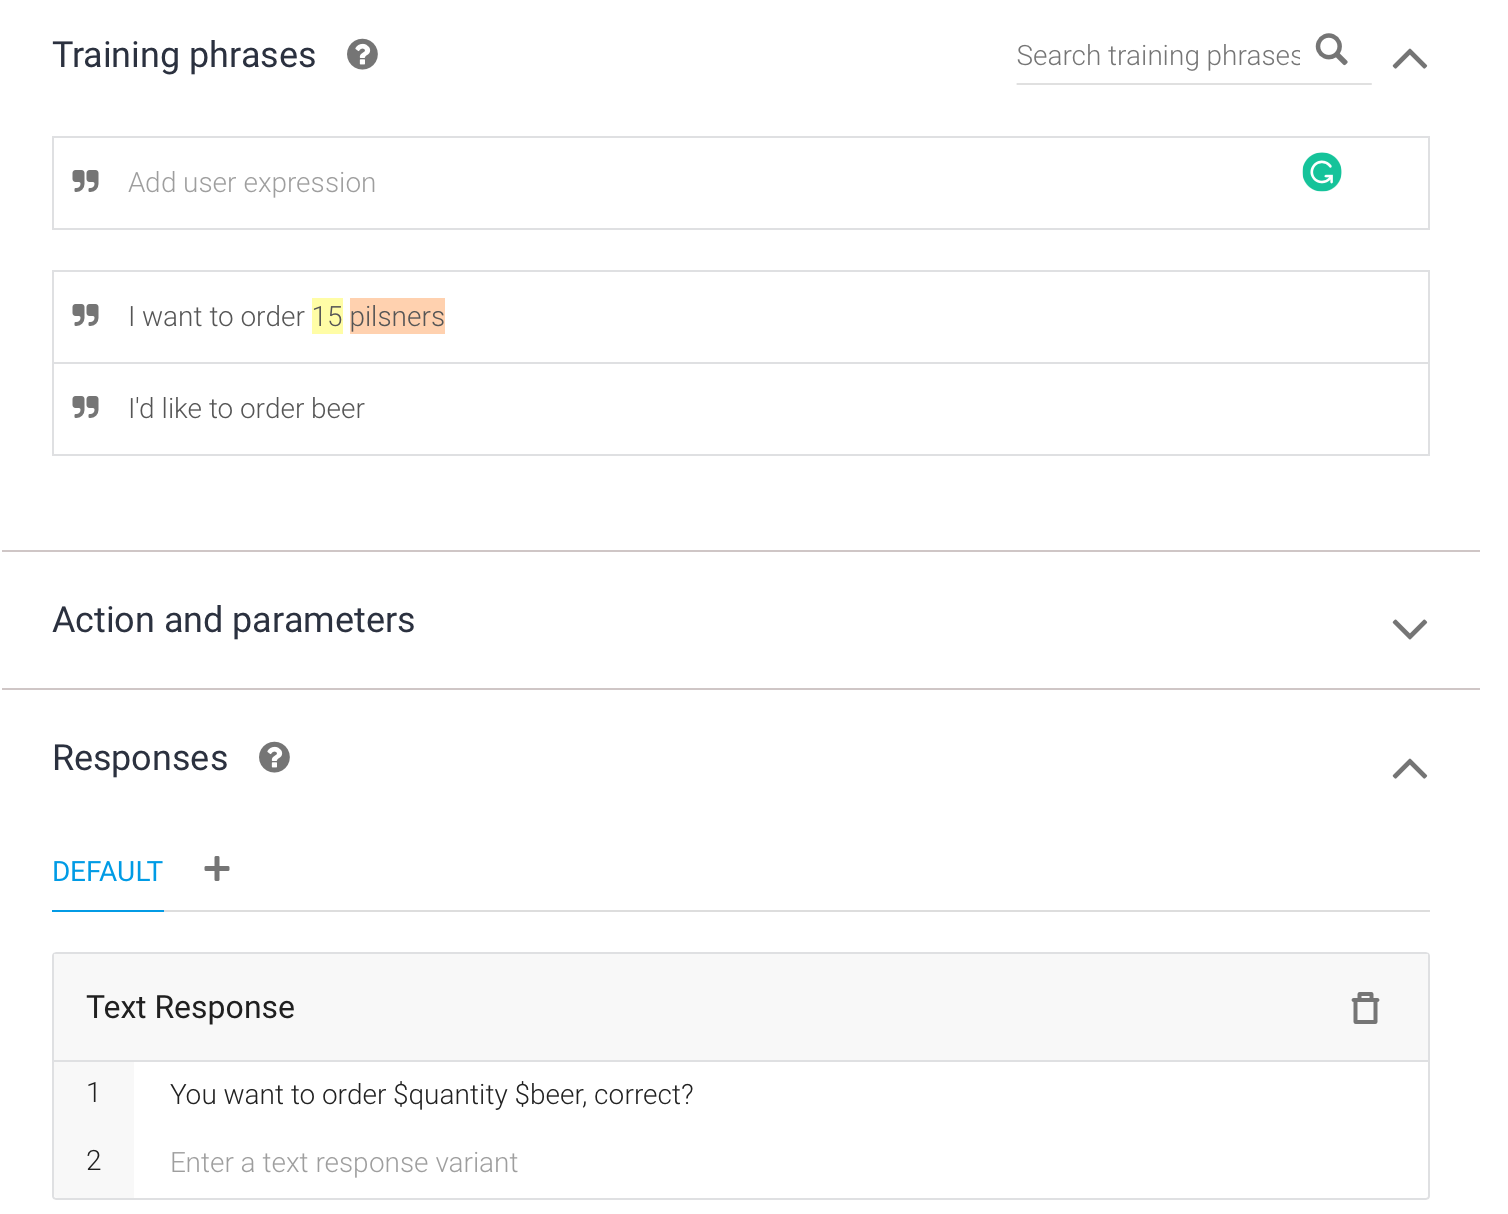 Training phrases
Search training phrases
Add user expression
I want to order 15 pilsners
I'd like to order beer
Action and parameters
Responses
DEFAULT
Text Response
1 You want to order $quantity $beer, correct?
2 Enter a text response variant